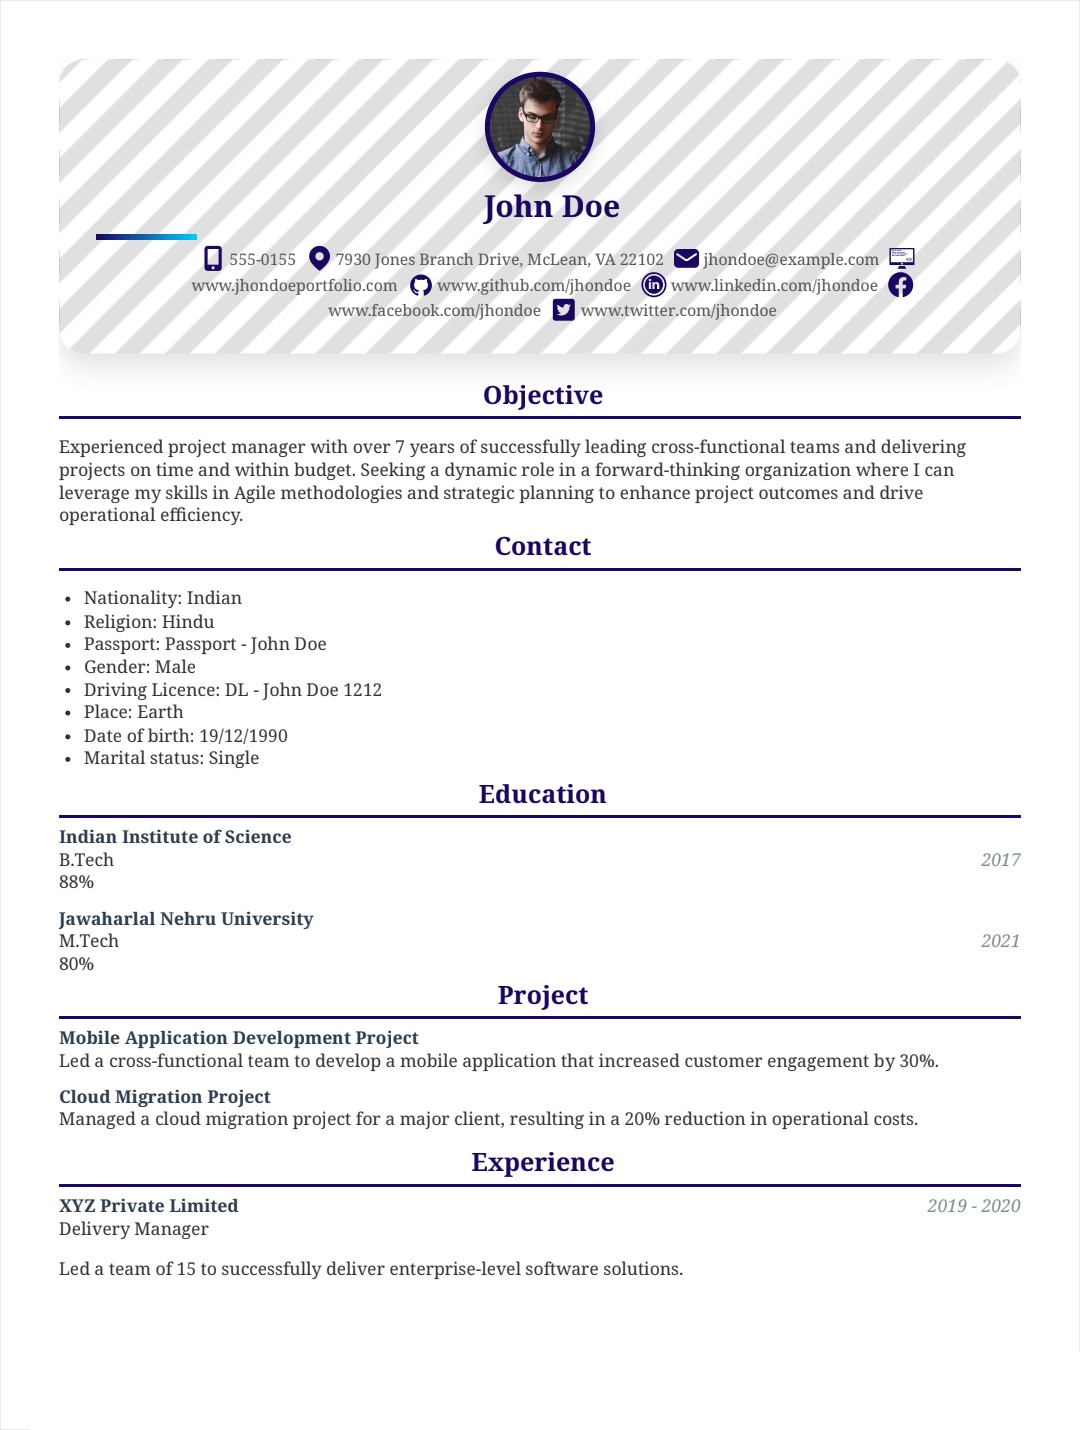 John Doe
555-0155 7930 Jones Branch Drive, McLean, VA 22102 jhondoe@example.com
www.jhondoeportfolio.com www.github.com/jhondoe www.linkedin.com/jhondoe
www.facebook.com/jhondoe www.twitter.com/jhondoe
Objective
Experienced project manager with over 7 years of successfully leading cross-functional teams and delivering
projects on time and within budget. Seeking a dynamic role in a forward-thinking organization where I can
leverage my skills in Agile methodologies and strategic planning to enhance project outcomes and drive
operational efficiency.
Contact
• Nationality: Indian
• Religion: Hindu
• Passport: Passport - John Doe
• Gender: Male
• Driving Licence: DL - John Doe 1212
• Place: Earth
• Date of birth: 19/12/1990
• Marital status: Single
Education
Indian Institute of Science
B.Tech 2017
88%
Jawaharlal Nehru University
M.Tech 2021
80%
Project
Mobile Application Development Project
Led a cross-functional team to develop a mobile application that increased customer engagement by 30%.
Cloud Migration Project
Managed a cloud migration project for a major client, resulting in a 20% reduction in operational costs.
Experience
XYZ Private Limited 2019 - 2020
Delivery Manager
Led a team of 15 to successfully deliver enterprise-level software solutions.